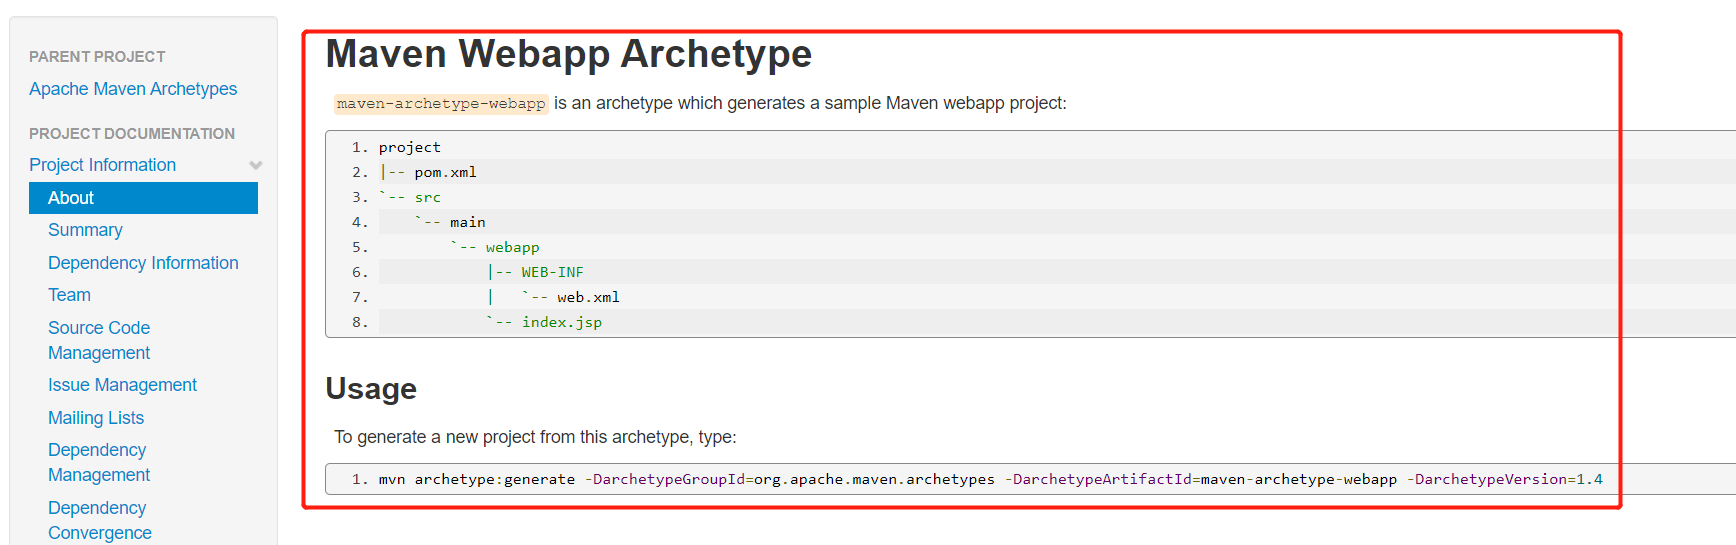 PARENT PROJECT
Apache Maven Archetypes
PROJECT DOCUMENTATION
Project Information
About
Summary
Dependency Information
Team
Source Code
Management
Issue Management
Mailing Lists
Dependency
Management
Dependency
Convergence
Maven Webapp Archetype
maven-archetype-webapp is an archetype which generates a sample Maven webapp project:
1. project
2. |-- pom.xml
3. `-- src
4.     `-- main
5.         `-- webapp
6.             |-- WEB-INF
7.             |   `-- web.xml
8.             `-- index.jsp
Usage
To generate a new project from this archetype, type:
1. mvn archetype:generate -DarchetypeGroupId=org.apache.maven.archetypes -DarchetypeArtifactId=maven-archetype-webapp -DarchetypeVersion=1.4